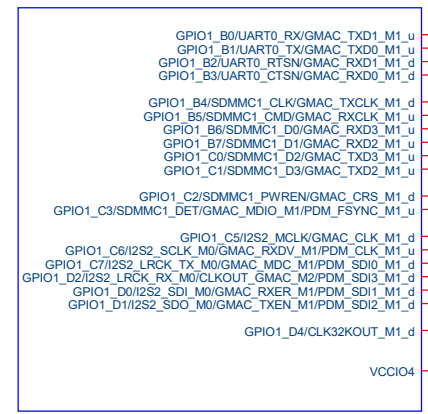 GPIO1_B0/UART0_RX/GMAC_TXD1_M1_u
GPIO1_B1/UART0_TX/GMAC_TXD0_M1_u
GPIO1_B2/UART0_RTSN/GMAC_RXD1_M1_d
GPIO1_B3/UART0_CTSN/GMAC_RXD0_M1_d
GPIO1_B4/SDMMC1_CLK/GMAC_TXCLK_M1_d
GPIO1_B5/SDMMC1_CMD/GMAC_RXCLK_M1_u
GPIO1_B6/SDMMC1_D0/GMAC_RXD3_M1_u
GPIO1_B7/SDMMC1_D1/GMAC_RXD2_M1_u
GPIO1_C0/SDMMC1_D2/GMAC_TXD3_M1_u
GPIO1_C1/SDMMC1_D3/GMAC_TXD2_M1_u
GPIO1_C2/SDMMC1_PWREN/GMAC_CRS_M1_d
GPIO1_C3/SDMMC1_DET/GMAC_MDIO_M1/PDM_FSYNC_M1_u
GPIO1_C5/I2S2_MCLK/GMAC_CLK_M1_d
GPIO1_C6/I2S2_SCLK_M0/GMAC_RXDV_M1/PDM_CLK_M1_u
GPIO1_C7/I2S2_LRCK_TX_M0/GMAC_MDC_M1/PDM_SDI0_M1_d
GPIO1_D2/I2S2_LRCK_RX_M0/CLKOUT_GMAC_M2/PDM_SDI3_M1_d
GPIO1_D0/I2S2_SDI_M0/GMAC_RXER_M1/PDM_SDI1_M1_d
GPIO1_D1/I2S2_SDO_M0/GMAC_TXEN_M1/PDM_SDI2_M1_d
GPIO1_D4/CLK32KOUT_M1_d
VCCIO4